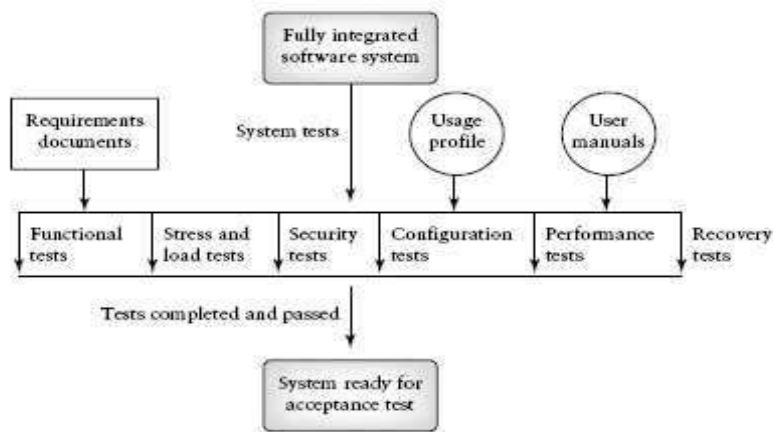 Fully integrated
software system
Requirements
documents
System tests
Usage
profile
User
manuals
Functional
tests
Stress and
load tests
Security
tests
Configuration
tests
Performance
tests
Recovery
tests
Tests completed and passed
System ready for
acceptance test